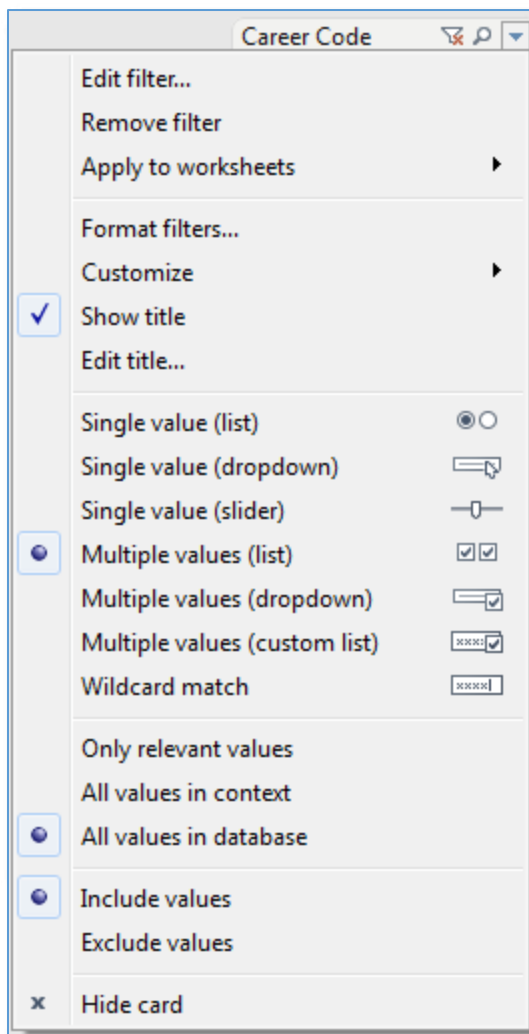 Career Code
Edit filter...
Remove filter
Apply to worksheets
Format filters...
Customize
Show title
Edit title...
Single value (list)
Single value (dropdown)
Single value (slider)
Multiple values (list)
Multiple values (dropdown)
Multiple values (custom list)
Wildcard match
Only relevant values
All values in context
All values in database
Include values
Exclude values
Hide card